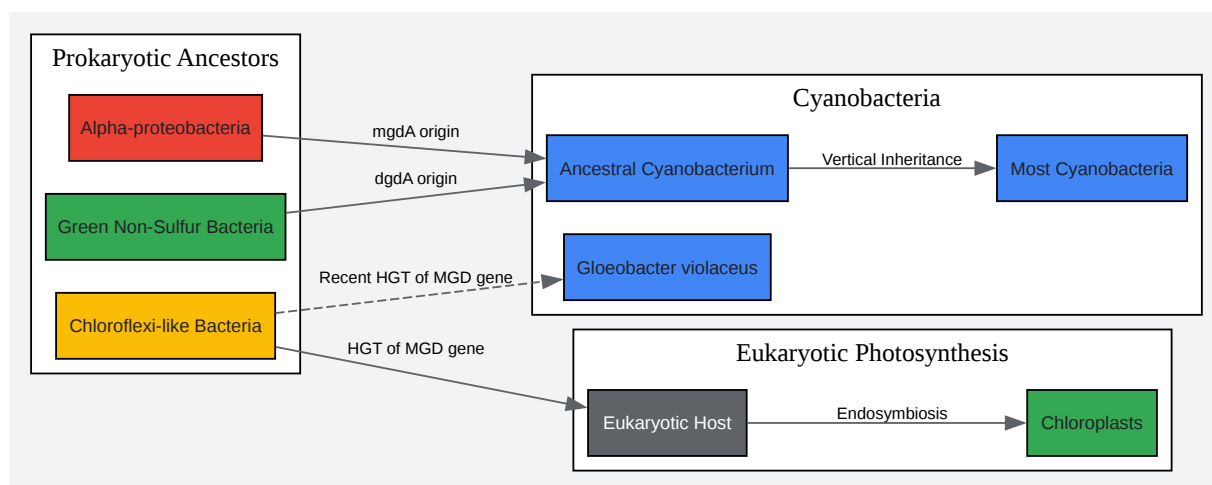 Prokaryotic Ancestors
Alpha-proteobacteria
Green Non-Sulfur Bacteria
Chloroflexi-like Bacteria
mgdA origin
dgdA origin
Recent HGT of MGD gene
HGT of MGD gene
Cyanobacteria
Ancestral Cyanobacterium
Vertical Inheritance
Most Cyanobacteria
Gloeobacter violaceus
Eukaryotic Photosynthesis
Eukaryotic Host
Endosymbiosis
Chloroplasts